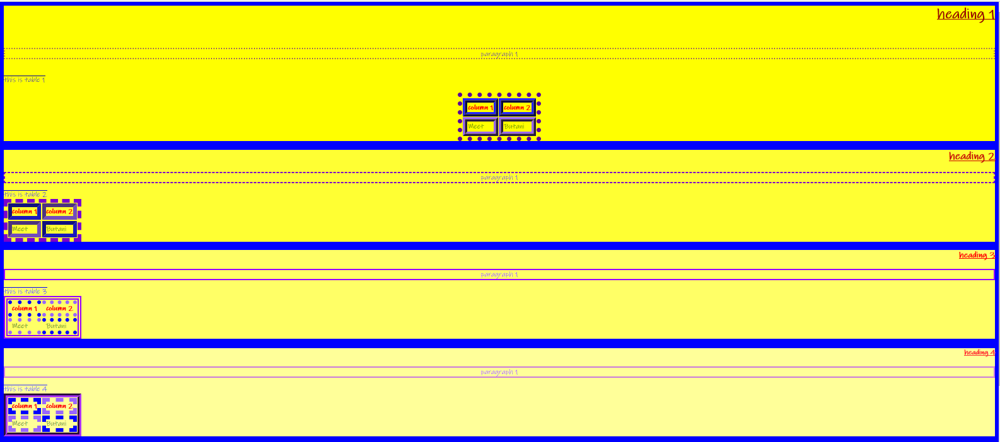 heading 1
paragraph 1
this is table 1
column 1 column 2
Meet Butani
heading 2
paragraph 1
this is table 2
column 1 column 2
Meet Butani
heading 3
paragraph 1
this is table 3
column 1 column 2
Meet Butani
heading 4
paragraph 1
this is table 4
column 1 column 2
Meet Butani